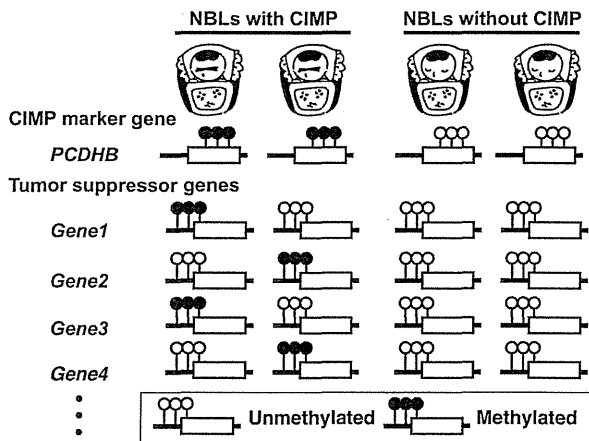 NBLs with CIMP NBLs without CIMP
CIMP marker gene
PCDHB
Tumor suppressor genes
Gene1
Gene2
Gene3
Gene4
Unmethylated Methylated